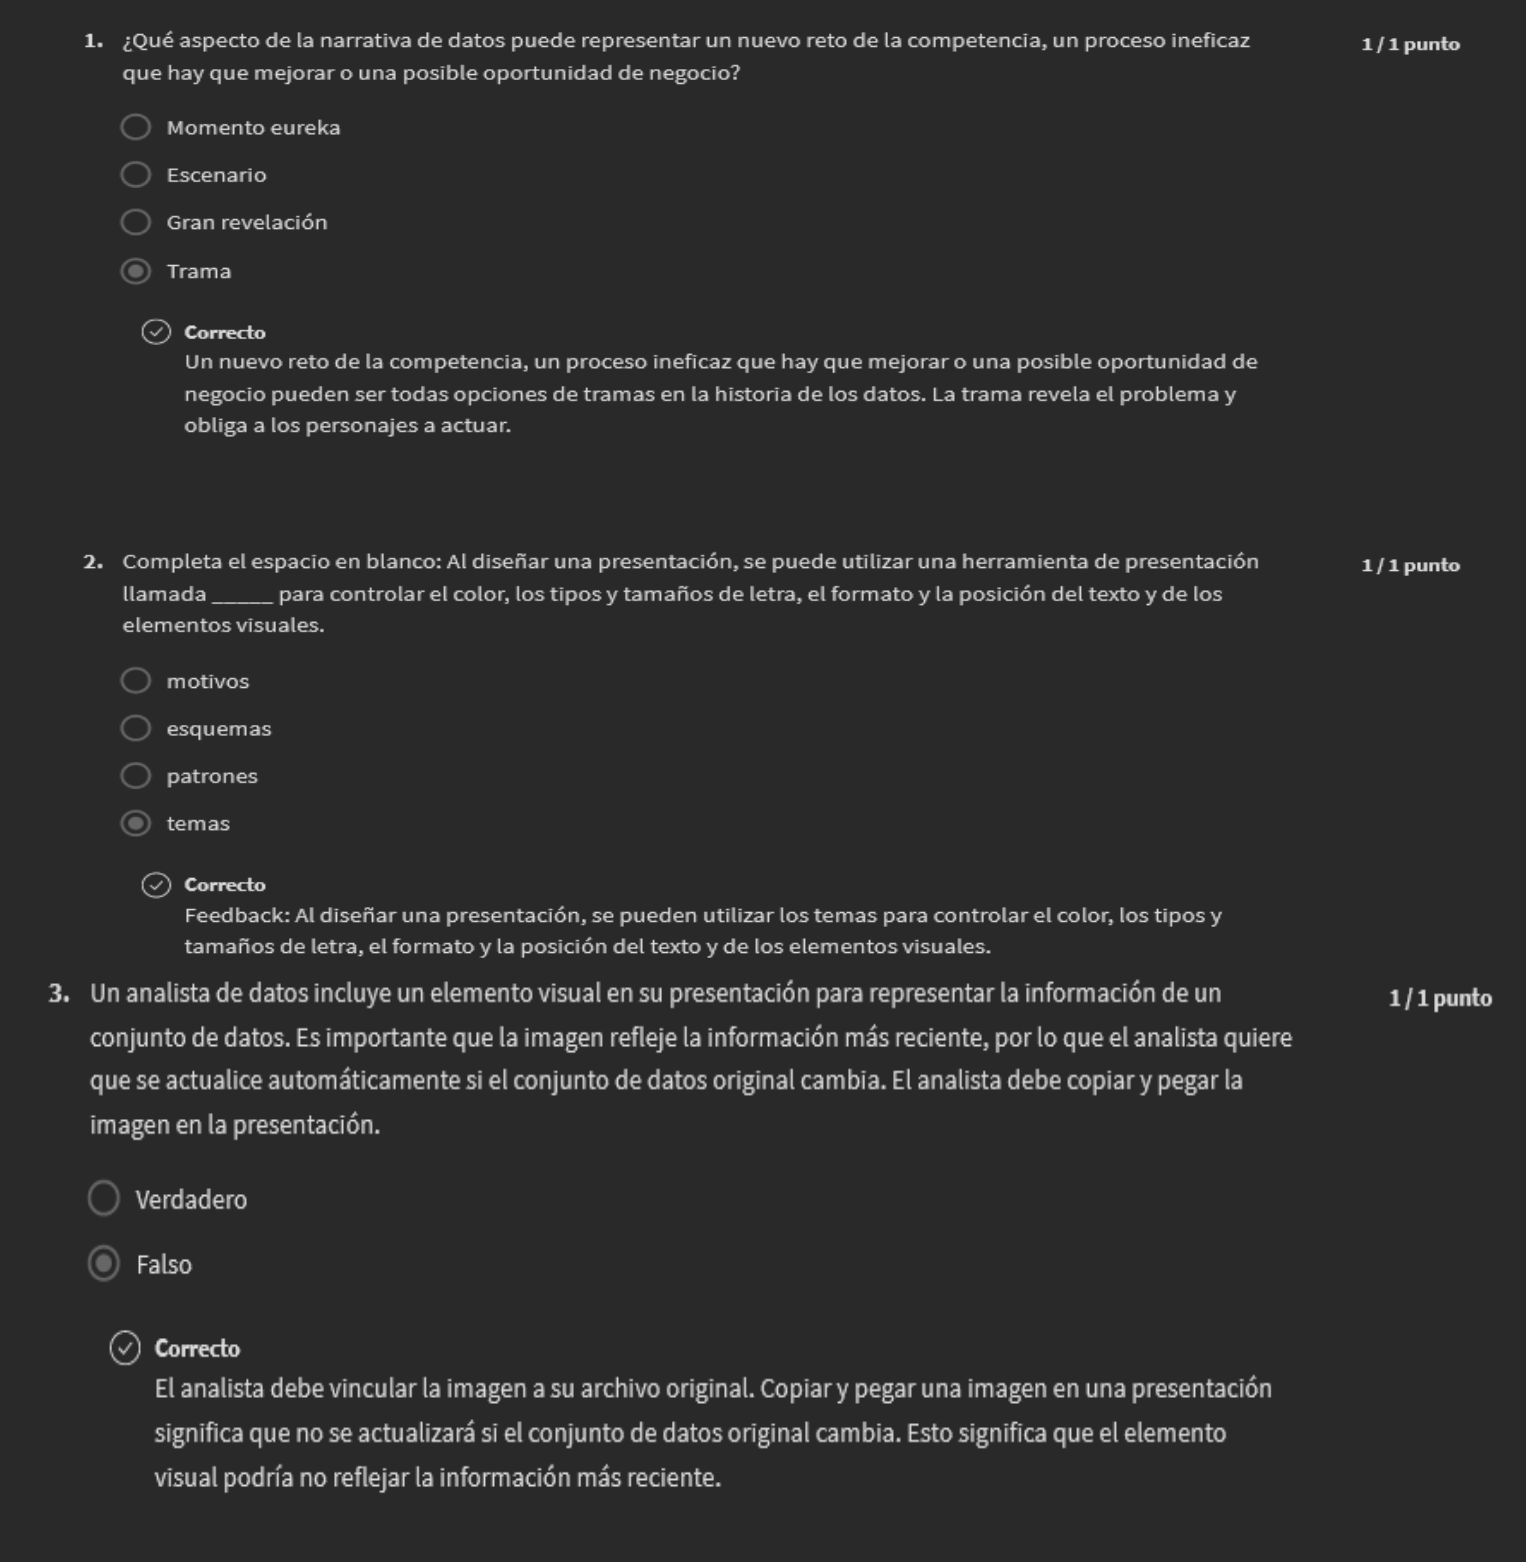 1. ¿Qué aspecto de la narrativa de datos puede representar un nuevo reto de la competencia, un proceso ineficaz 1 / 1 punto
que hay que mejorar o una posible oportunidad de negocio?
Momento eureka
Escenario
Gran revelación
Trama
Correcto
Un nuevo reto de la competencia, un proceso ineficaz que hay que mejorar o una posible oportunidad de
negocio pueden ser todas opciones de tramas en la historia de los datos. La trama revela el problema y
obliga a los personajes a actuar.
2. Completa el espacio en blanco: Al diseñar una presentación, se puede utilizar una herramienta de presentación 1 / 1 punto
llamada _____ para controlar el color, los tipos y tamaños de letra, el formato y la posición del texto y de los
elementos visuales.
motivos
esquemas
patrones
temas
Correcto
Feedback: Al diseñar una presentación, se pueden utilizar los temas para controlar el color, los tipos y
tamaños de letra, el formato y la posición del texto y de los elementos visuales.
3. Un analista de datos incluye un elemento visual en su presentación para representar la información de un 1 / 1 punto
conjunto de datos. Es importante que la imagen refleje la información más reciente, por lo que el analista quiere
que se actualice automáticamente si el conjunto de datos original cambia. El analista debe copiar y pegar la
imagen en la presentación.
Verdadero
Falso
Correcto
El analista debe vincular la imagen a su archivo original. Copiar y pegar una imagen en una presentación
significa que no se actualizará si el conjunto de datos original cambia. Esto significa que el elemento
visual podría no reflejar la información más reciente.